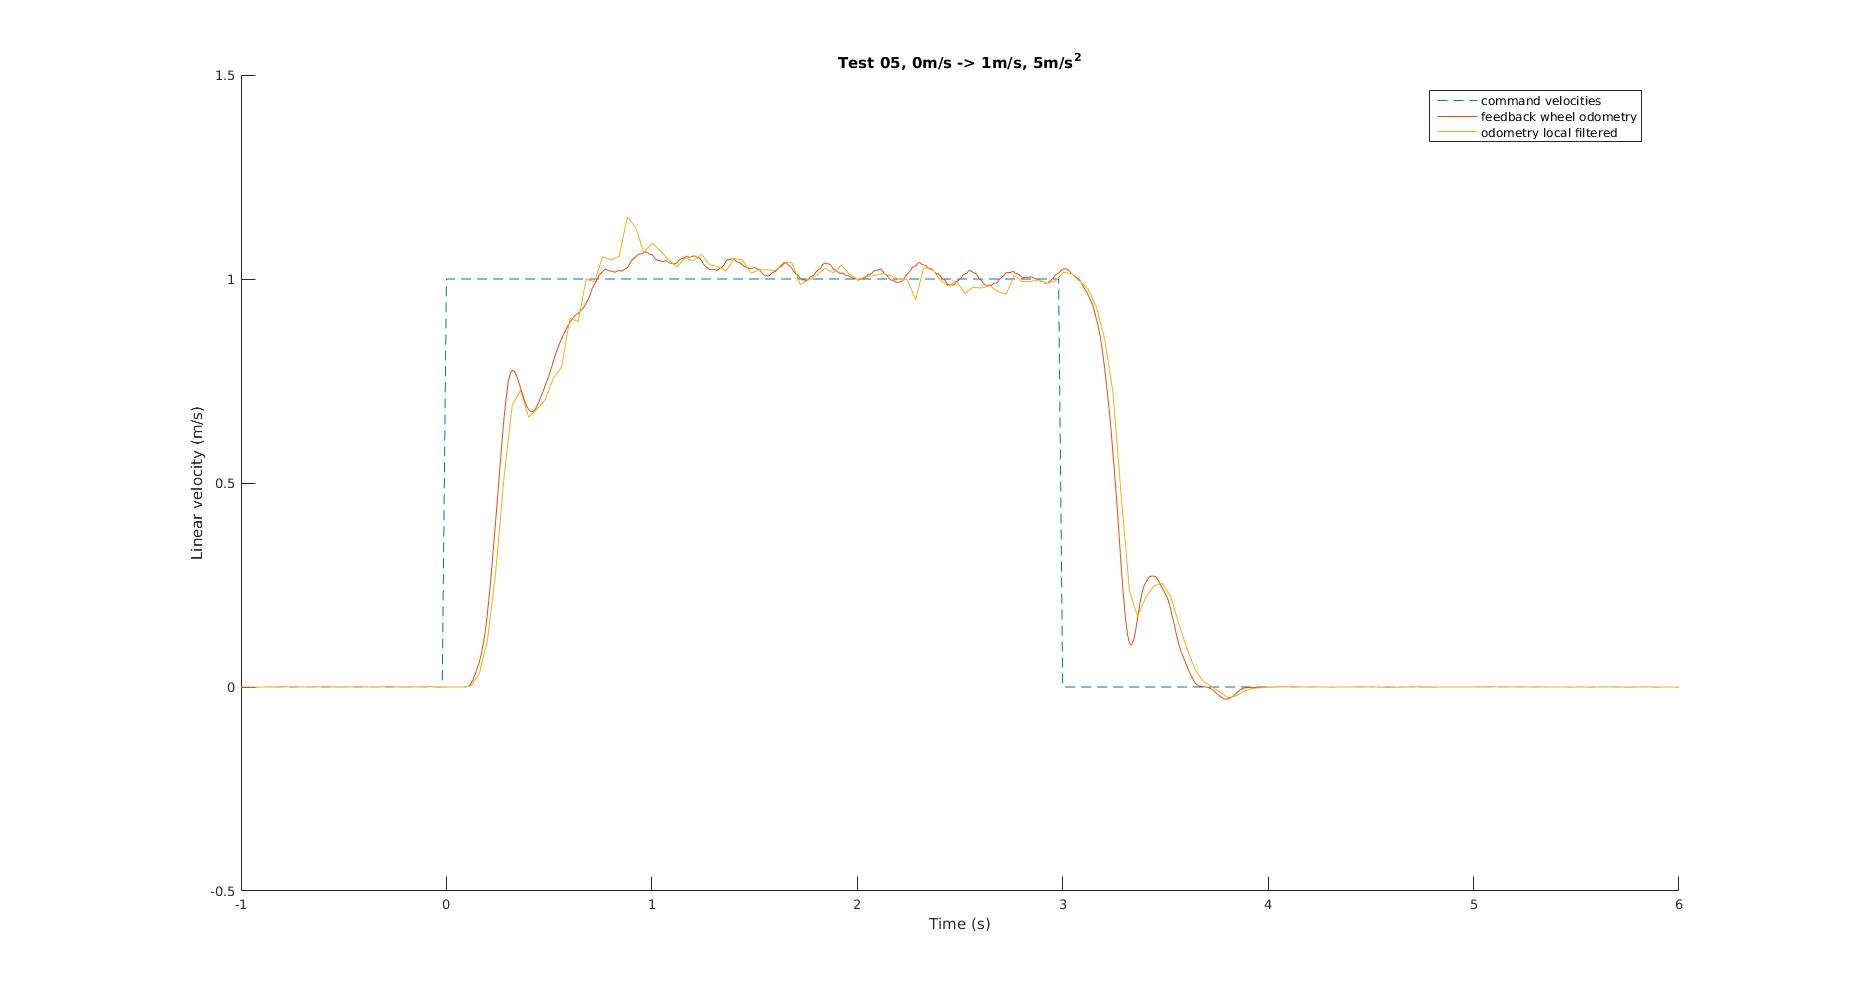 Test 05, 0m/s -> 1m/s, 5m/s²
command velocities
feedback wheel odometry
odometry local filtered
Linear velocity (m/s)
1.5
1
0.5
0
-0.5
-1 0 1 2 3 4 5 6
Time (s)